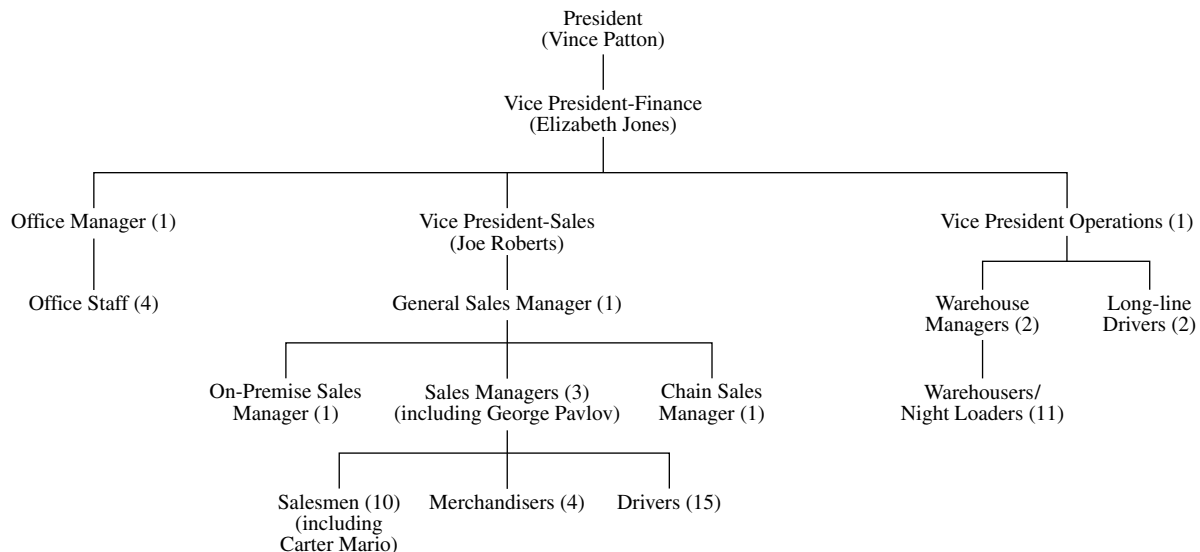 President
(Vince Patton)
Vice President-Finance
(Elizabeth Jones)
Office Manager (1)
Vice President-Sales
(Joe Roberts)
Vice President Operations (1)
Office Staff (4)
General Sales Manager (1)
Warehouse
Managers (2)
Long-line
Drivers (2)
On-Premise Sales
Manager (1)
Sales Managers (3)
(including George Pavlov)
Chain Sales
Manager (1)
Warehousers/
Night Loaders (11)
Salesmen (10)
(including
Carter Mario)
Merchandisers (4)
Drivers (15)